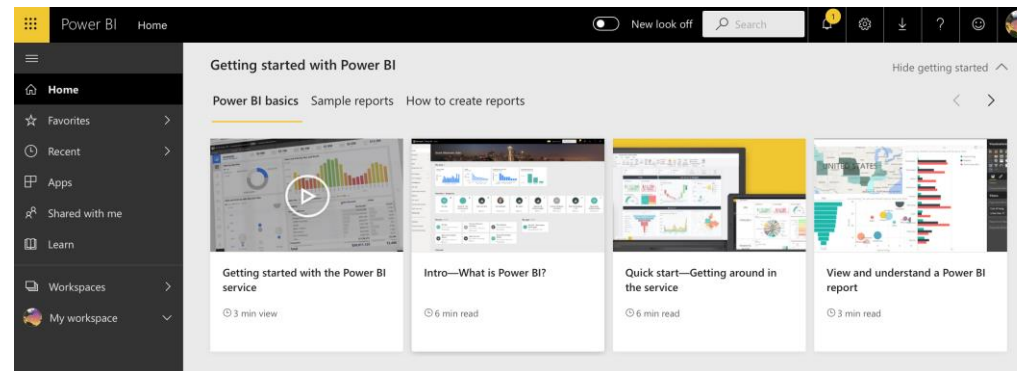 Power BI Home
New look off
Search
1
?
Getting started with Power BI
Hide getting started
Home
Power BI basics Sample reports How to create reports
Favorites
Recent
Apps
Shared with me
Learn
Workspaces
My workspace
UNITED STATES
Getting started with the Power BI
service
3 min view
Intro—What is Power BI?
6 min read
Quick start—Getting around in
the service
6 min read
View and understand a Power BI
report
3 min read